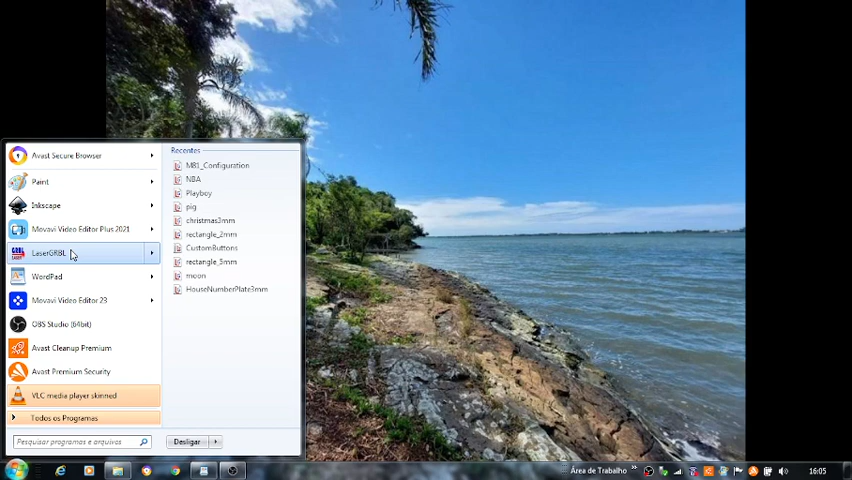 Avast Secure Browser
Paint
Inkscape
Movavi Video Editor Plus 2021
LaserGRBL
WordPad
Movavi Video Editor 23
OBS Studio (64bit)
Avast Cleanup Premium
Avast Premium Security
VLC media player skinned
Todos os Programas
Pesquisar programas e arquivos
Recentes
M81_Configuration
NBA
Playboy
pig
christmas3mm
rectangle_2mm
CustomButtons
rectangle_5mm
moon
HouseNumberPlate3mm
Desligar
Área de Trabalho
16:05